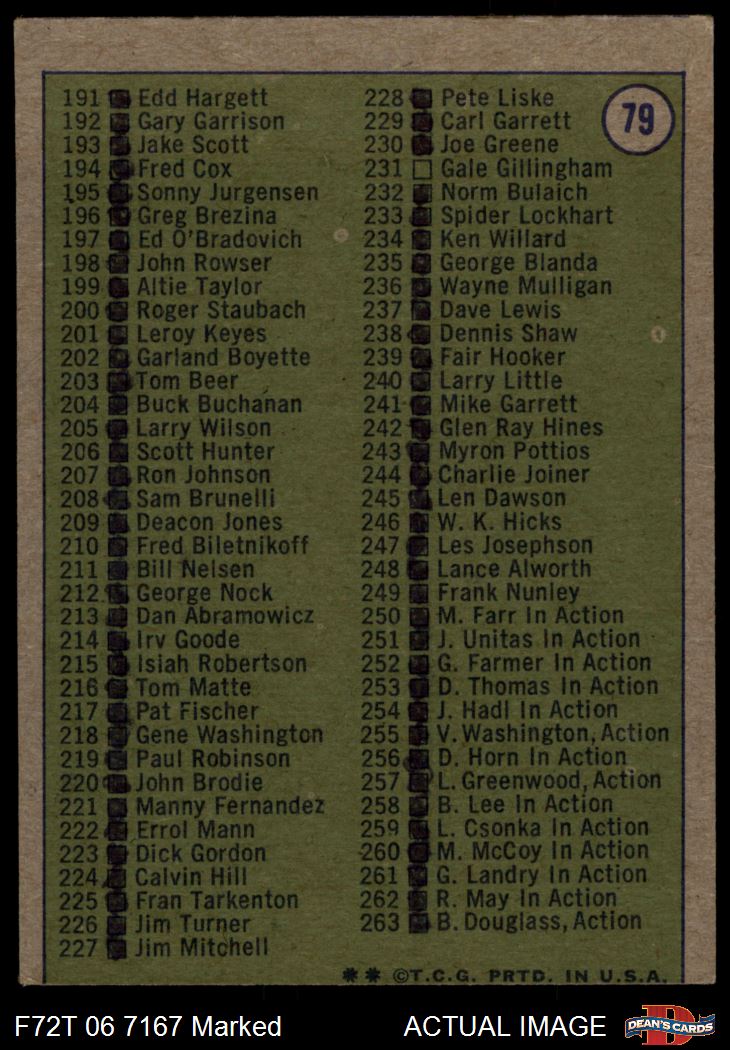 79
191 Edd Hargett
192 Gary Garrison
193 Jake Scott
194 Fred Cox
195 Sonny Jurgensen
196 Greg Brezina
197 Ed O'Bradovich
198 John Rowser
199 Altie Taylor
200 Roger Staubach
201 Leroy Keyes
202 Garland Boyette
203 Tom Beer
204 Buck Buchanan
205 Larry Wilson
206 Scott Hunter
207 Ron Johnson
208 Sam Brunelli
209 Deacon Jones
210 Fred Biletnikoff
211 Bill Nelsen
212 George Nock
213 Dan Abramowicz
214 Irv Goode
215 Isiah Robertson
216 Tom Matte
217 Pat Fischer
218 Gene Washington
219 Paul Robinson
220 John Brodie
221 Manny Fernandez
222 Errol Mann
223 Dick Gordon
224 Calvin Hill
225 Fran Tarkenton
226 Jim Turner
227 Jim Mitchell
228 Pete Liske
229 Carl Garrett
230 Joe Greene
231 Gale Gillingham
232 Norm Bulaich
233 Spider Lockhart
234 Ken Willard
235 George Blanda
236 Wayne Mulligan
237 Dave Lewis
238 Dennis Shaw
239 Fair Hooker
240 Larry Little
241 Mike Garrett
242 Glen Ray Hines
243 Myron Pottios
244 Charlie Joiner
245 Len Dawson
246 W. K. Hicks
247 Les Josephson
248 Lance Alworth
249 Frank Nunley
250 M. Farr In Action
251 J. Unitas In Action
252 G. Farmer In Action
253 D. Thomas In Action
254 J. Hadl In Action
255 V. Washington, Action
256 D. Horn In Action
257 L. Greenwood, Action
258 B. Lee In Action
259 L. Csonka In Action
260 M. McCoy In Action
261 G. Landry In Action
262 R. May In Action
263 B. Douglass, Action
** ©T.C.G. PRTD. IN U.S.A.
F72T 06 7167 Marked
ACTUAL IMAGE
D
DEAN'S CARDS